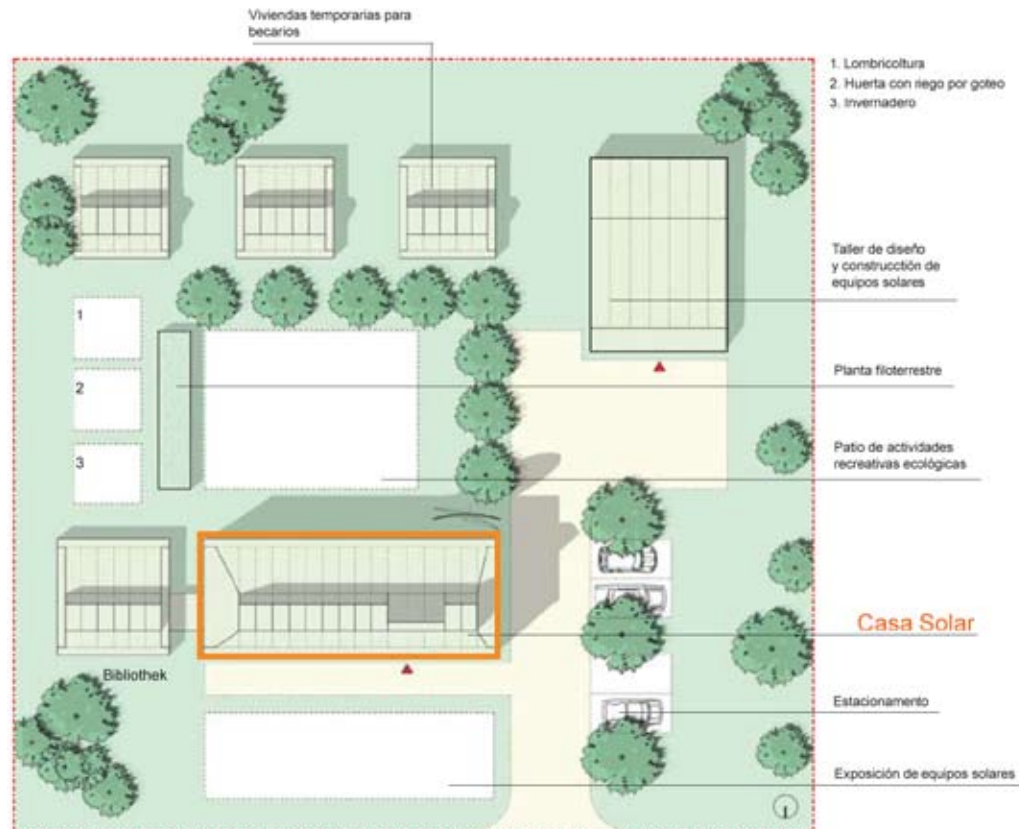 Viviendas temporarias para
becarios
1. Lombricoltura
2. Huerta con riego por goteo
3. Invernadero
Taller de diseño
y construcctión de
equipos solares
1
Planta filoterrestre
2
Patio de actividades
recreativas ecológicas
3
Casa Solar
Bibliothek
Estacionamento
Exposición de equipos solares